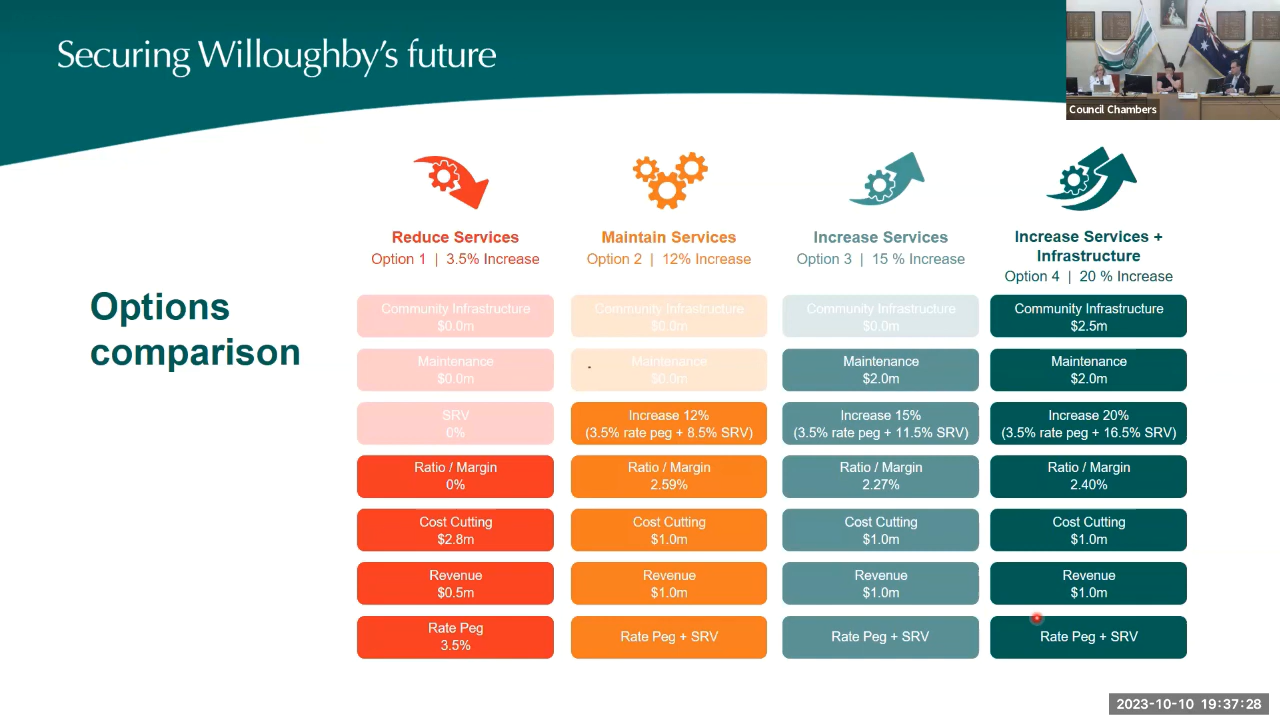 Securing Willoughby's future
Council Chambers
Options
comparison
Reduce Services
Option 1 | 3.5% Increase
Community Infrastructure
$0.0m
Maintenance
$0.0m
SRV
0%
Ratio / Margin
0%
Cost Cutting
$2.8m
Revenue
$0.5m
Rate Peg
3.5%
Maintain Services
Option 2 | 12% Increase
Community Infrastructure
$0.0m
Maintenance
$0.0m
Increase 12%
(3.5% rate peg + 8.5% SRV)
Ratio / Margin
2.59%
Cost Cutting
$1.0m
Revenue
$1.0m
Rate Peg + SRV
Increase Services
Option 3 | 15 % Increase
Community Infrastructure
$0.0m
Maintenance
$2.0m
Increase 15%
(3.5% rate peg + 11.5% SRV)
Ratio / Margin
2.27%
Cost Cutting
$1.0m
Revenue
$1.0m
Rate Peg + SRV
Increase Services +
Infrastructure
Option 4 | 20 % Increase
Community Infrastructure
$2.5m
Maintenance
$2.0m
Increase 20%
(3.5% rate peg + 16.5% SRV)
Ratio / Margin
2.40%
Cost Cutting
$1.0m
Revenue
$1.0m
Rate Peg + SRV
2023-10-10 19:37:28